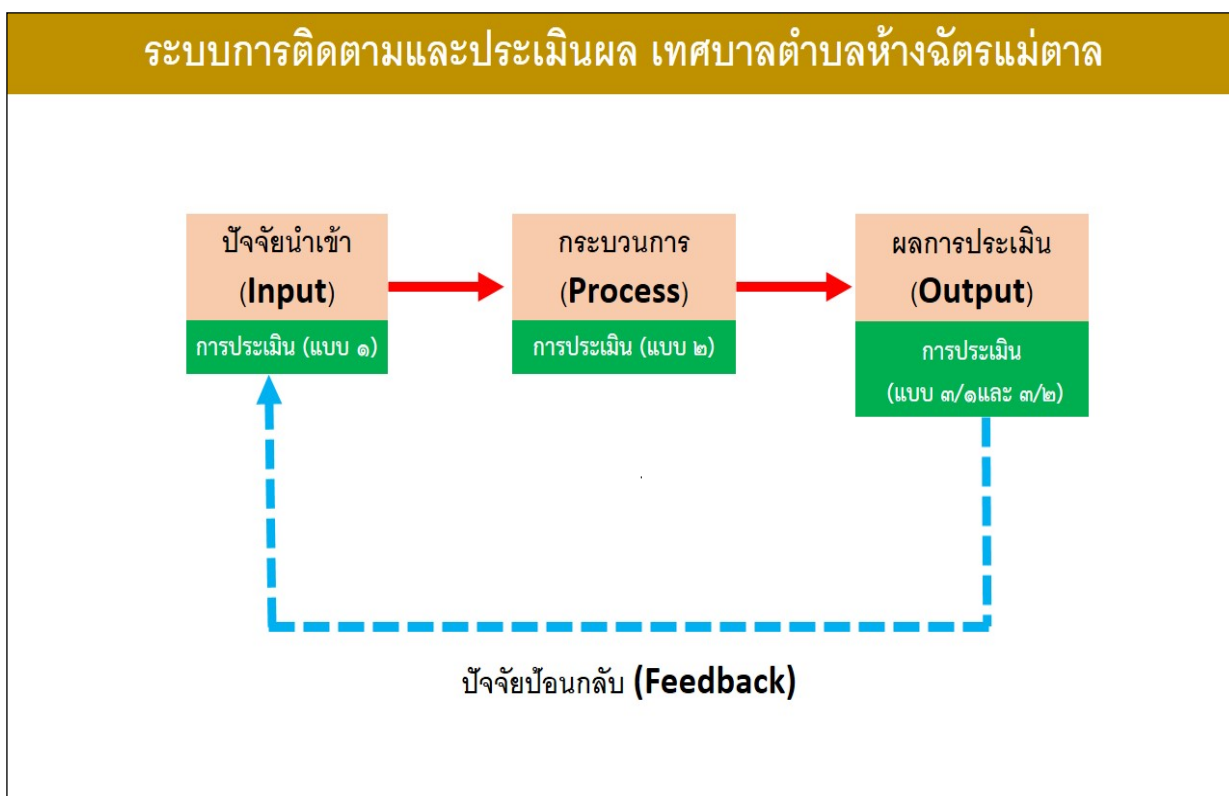 ระบบการติดตามและประเมินผล เทศบาลตำบลห้างฉัตรแม่ตาล
ปัจจัยนำเข้า
(Input)
การประเมิน (แบบ ๑)
กระบวนการ
(Process)
การประเมิน (แบบ ๒)
ผลการประเมิน
(Output)
การประเมิน
(แบบ ๓/๑และ ๓/๒)
ปัจจัยป้อนกลับ (Feedback)